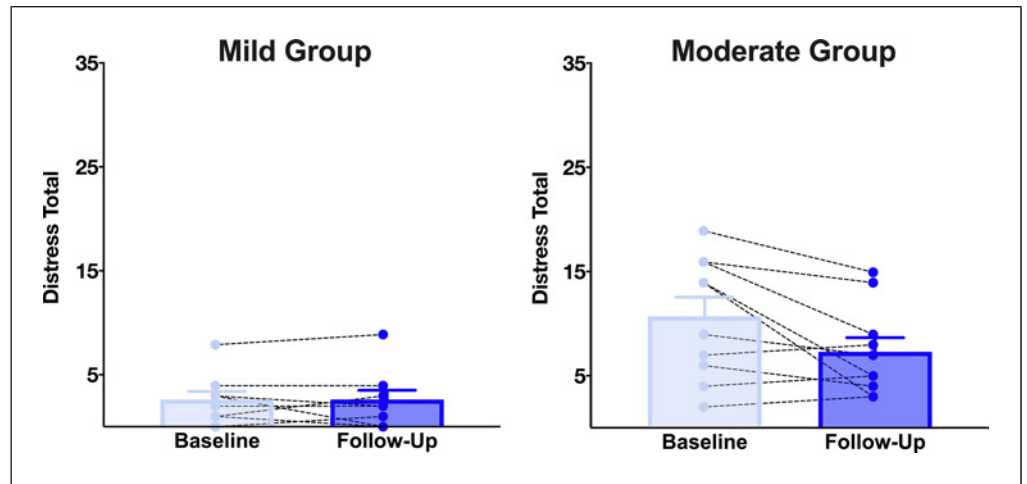 Mild Group
35
25
15
5
Distress Total
Baseline Follow-Up
Moderate Group
35
25
15
5
Distress Total
Baseline Follow-Up